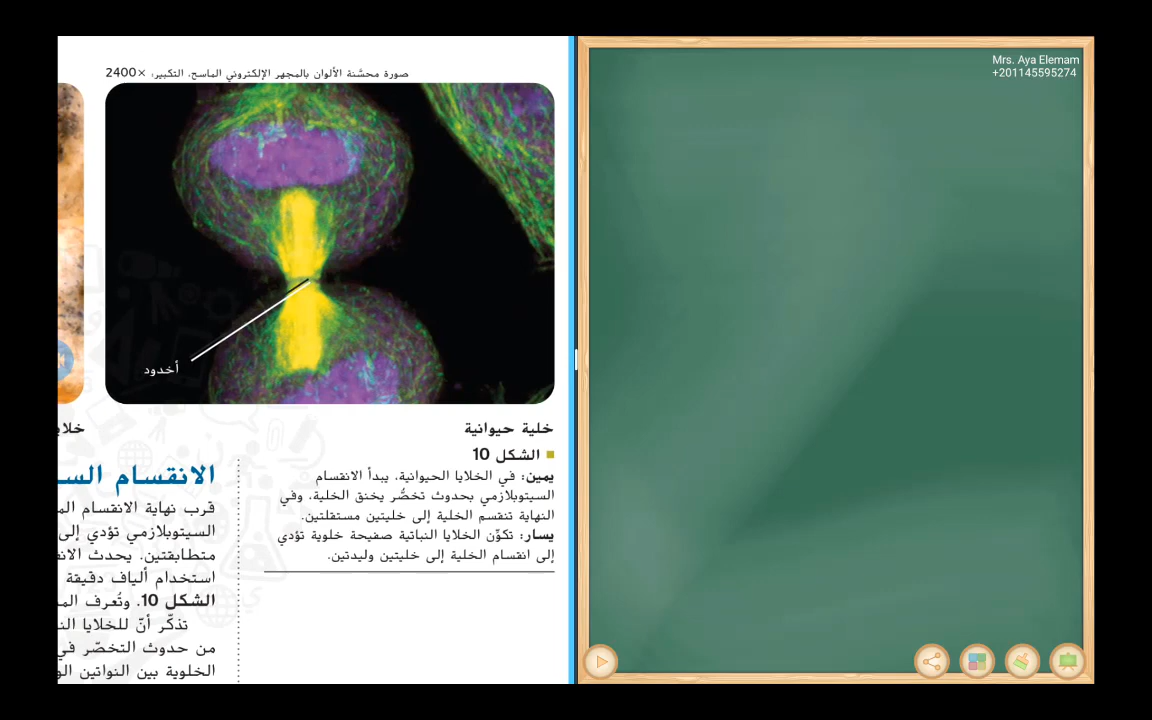 صورة محسَّنة الألوان بالمجهر الإلكتروني الماسح، التكبير: ×2400
أخدود
خلية حيوانية
الشكل 10
يمين: في الخلايا الحيوانية، يبدأ الانقسام
السيتوبلازمي بحدوث تخصُّر يخنق الخلية، وفي
النهاية تنقسم الخلية إلى خليتين مستقلتين.
يسار: تكوّن الخلايا النباتية صفيحة خلوية تؤدي
إلى انقسام الخلية إلى خليتين وليدتين.
الانقسام
قرب نهاية الانقسام
السيتوبلازمي تؤدي إلى
متطابقتين. يحدث
استخدام ألياف دقيقة
الشكل 10. وتُعرف
تذكّر أنّ للخلايا
من حدوث التخصّر في
الخلوية بين النواتين
Mrs. Aya Elemam
+201145595274